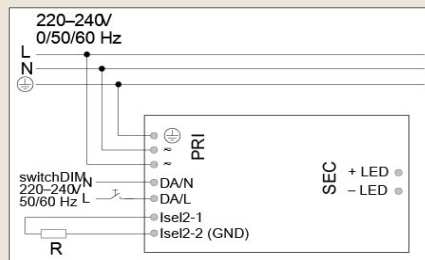 220–240V
0/50/60 Hz
L
N
PRI
~
~
SEC
+ LED
– LED
switchDIM
220–240V N
50/60 Hz L
DA/N
DA/L
Isel2-1
Isel2-2 (GND)
R